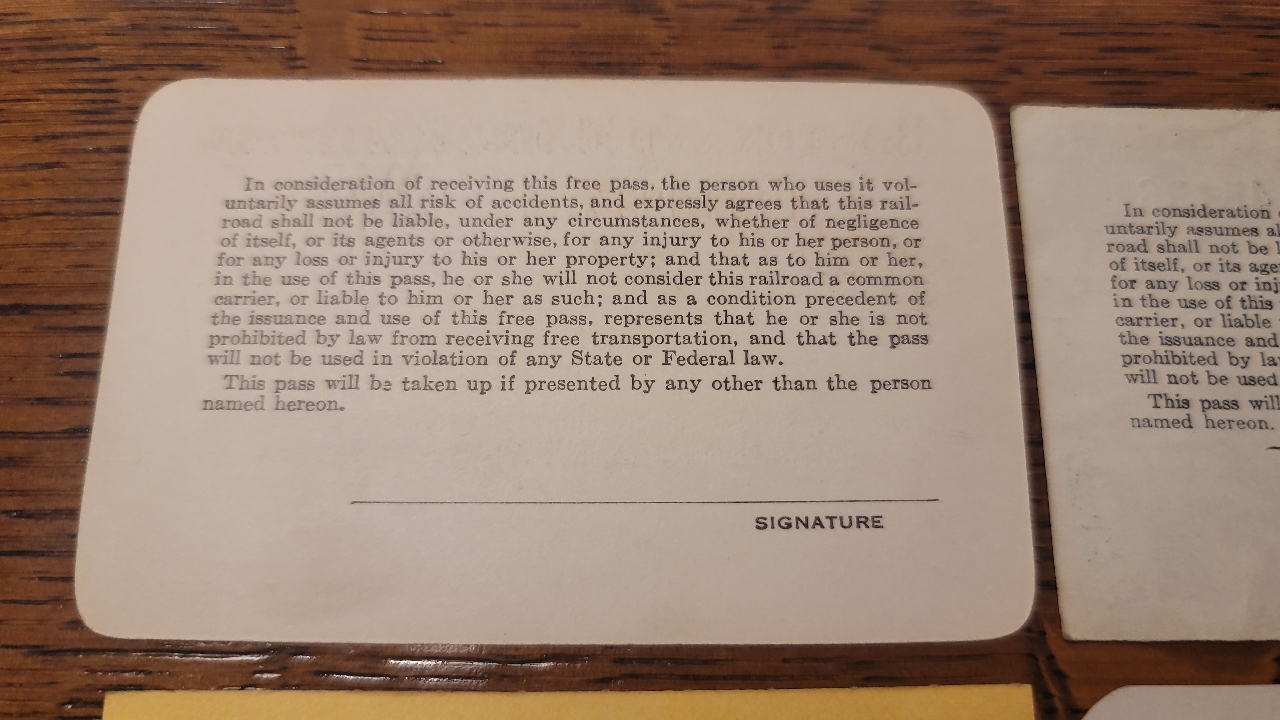 In consideration of receiving this free pass, the person who uses it vol-
untarily assumes all risk of accidents, and expressly agrees that this rail-
road shall not be liable, under any circumstances, whether of negligence
of itself, or its agents or otherwise, for any injury to his or her person, or
for any loss or injury to his or her property; and that as to him or her,
in the use of this pass, he or she will not consider this railroad a common
carrier, or liable to him or her as such; and as a condition precedent of
the issuance and use of this free pass, represents that he or she is not
prohibited by law from receiving free transportation, and that the pass
will not be used in violation of any State or Federal law.
This pass will be taken up if presented by any other than the person
named hereon.
SIGNATURE
In consideration
untarily assumes al
road shall not be
of itself, or its age
for any loss or inj
in the use of this
carrier, or liable
the issuance and
prohibited by la
will not be used
This pass will
named hereon.